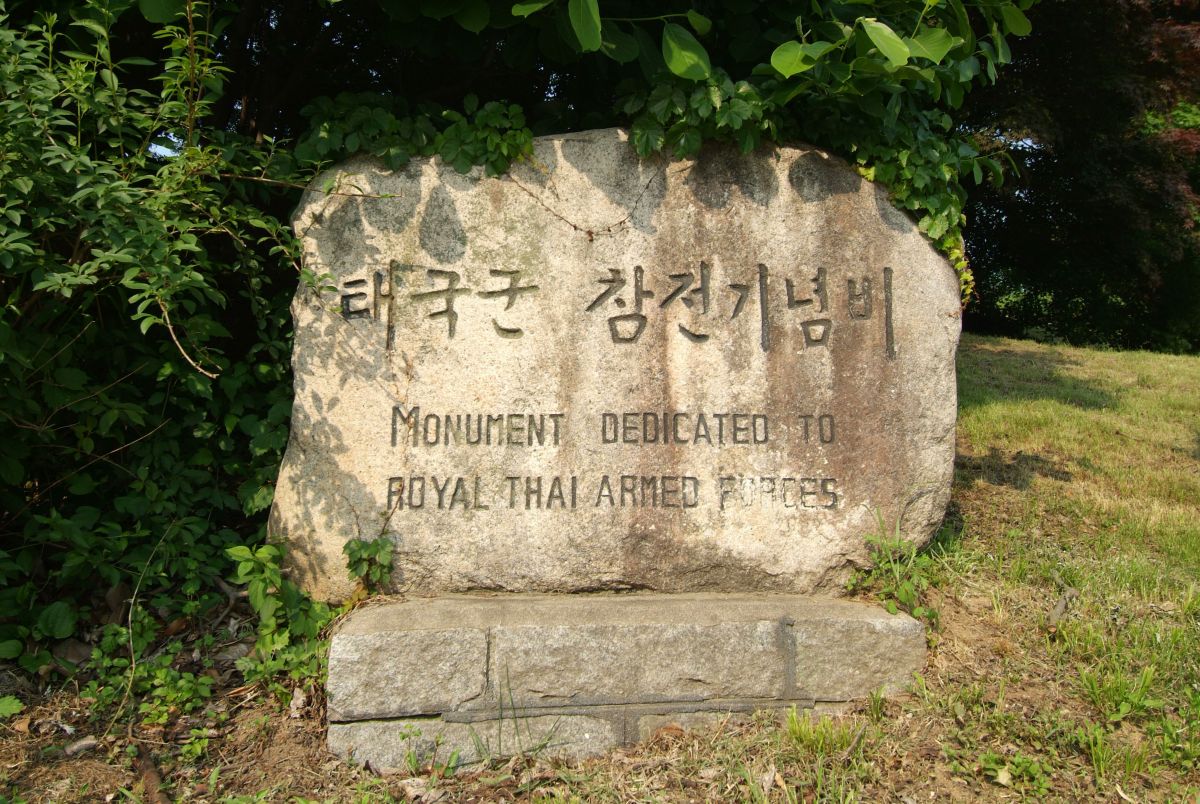 태국군 참전기념비
MONUMENT DEDICATED TO
ROYAL THAI ARMED FORCES